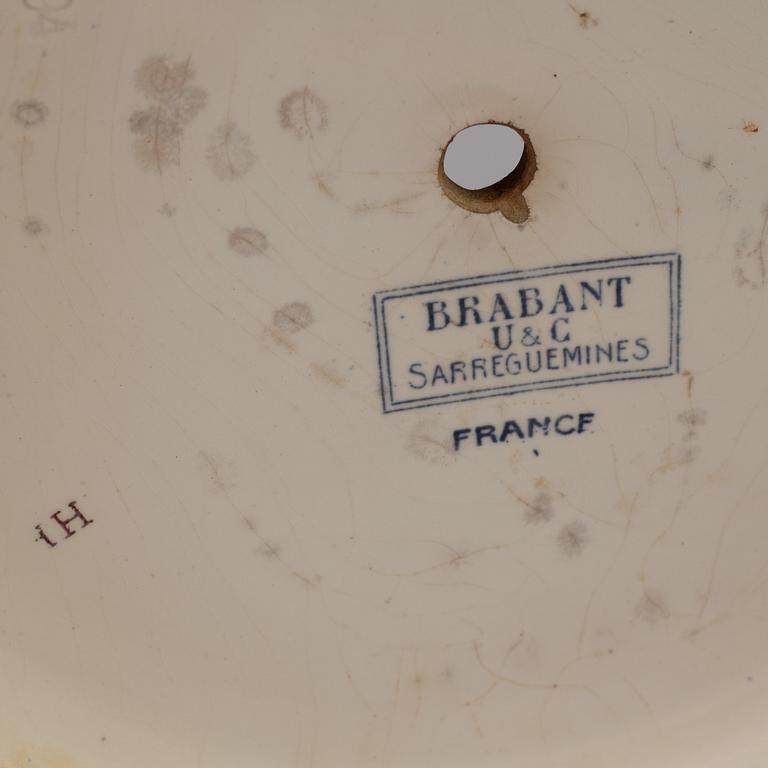 BRABANT
U & C
SARREGUEMINES
FRANCE
H